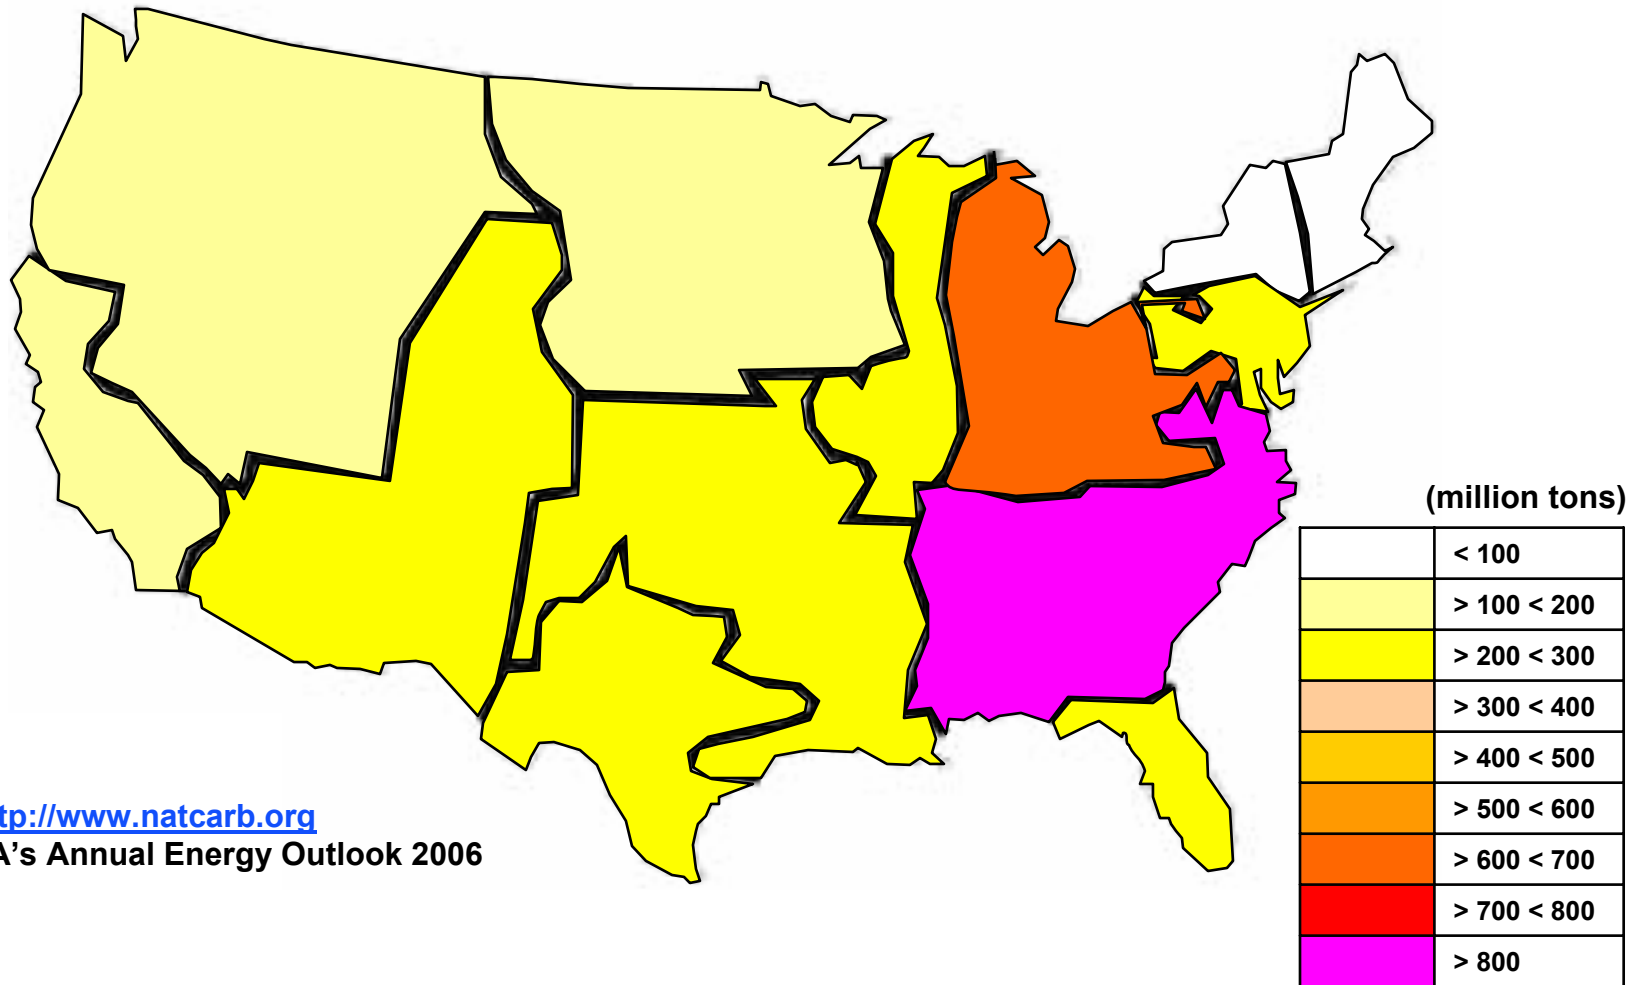 (million tons)
< 100
> 100 < 200
> 200 < 300
> 300 < 400
> 400 < 500
> 500 < 600
> 600 < 700
> 700 < 800
> 800
tp://www.natcarb.org
A’s Annual Energy Outlook 2006